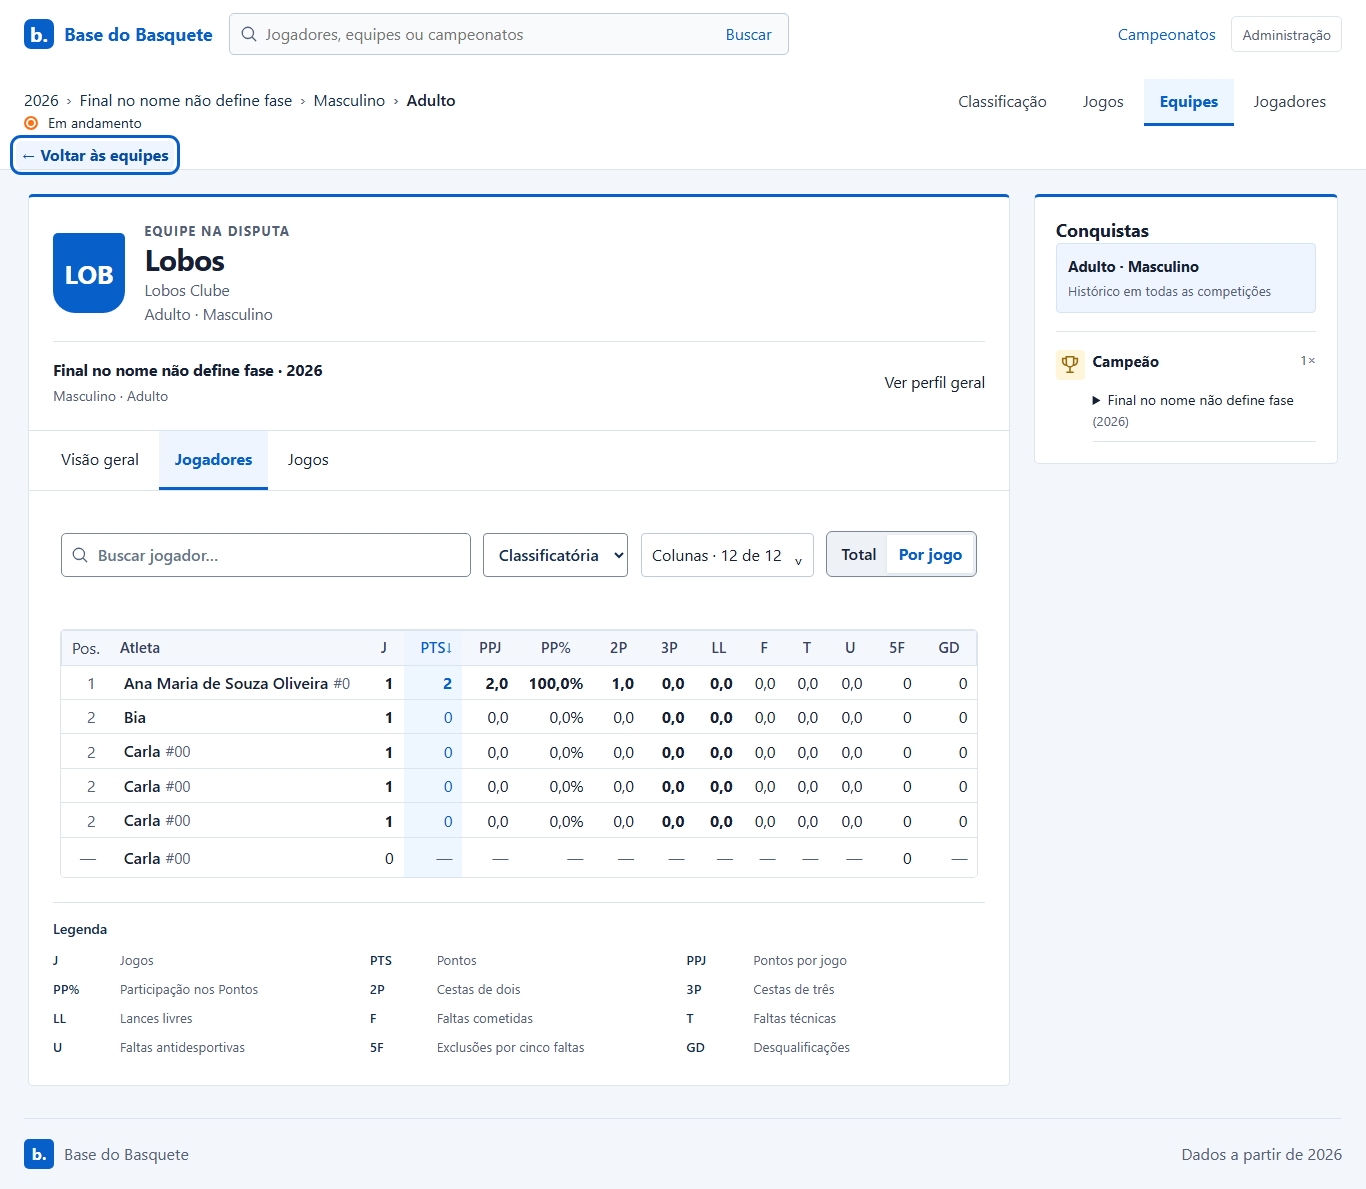 b. Base do Basquete
Jogadores, equipes ou campeonatos Buscar
Campeonatos Administração
2026 › Final no nome não define fase › Masculino › Adulto
Em andamento
← Voltar às equipes
Classificação Jogos Equipes Jogadores
LOB
EQUIPE NA DISPUTA
Lobos
Lobos Clube
Adulto · Masculino
Final no nome não define fase · 2026
Masculino · Adulto
Ver perfil geral
Visão geral Jogadores Jogos
Buscar jogador... Classificatória Colunas · 12 de 12 Total Por jogo
Pos. Atleta J PTS↓ PPJ PP% 2P 3P LL F T U 5F GD
1 Ana Maria de Souza Oliveira #0 1 2 2,0 100,0% 1,0 0,0 0,0 0,0 0,0 0,0 0 0
2 Bia 1 0 0,0 0,0% 0,0 0,0 0,0 0,0 0,0 0,0 0 0
2 Carla #00 1 0 0,0 0,0% 0,0 0,0 0,0 0,0 0,0 0,0 0 0
2 Carla #00 1 0 0,0 0,0% 0,0 0,0 0,0 0,0 0,0 0,0 0 0
2 Carla #00 1 0 0,0 0,0% 0,0 0,0 0,0 0,0 0,0 0,0 0 0
— Carla #00 0 — — — — — — — — — 0 —
Legenda
J Jogos PTS Pontos PPJ Pontos por jogo
PP% Participação nos Pontos 2P Cestas de dois 3P Cestas de três
LL Lances livres F Faltas cometidas T Faltas técnicas
U Faltas antidesportivas 5F Exclusões por cinco faltas GD Desqualificações
Conquistas
Adulto · Masculino
Histórico em todas as competições
Campeão 1×
▶ Final no nome não define fase
(2026)
b. Base do Basquete
Dados a partir de 2026